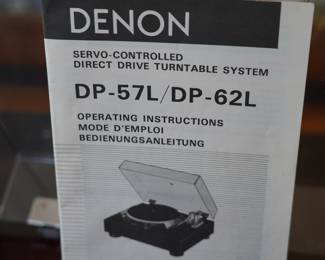 DENON
SERVO-CONTROLLED
DIRECT DRIVE TURNTABLE SYSTEM
DP-57L/DP-62L
OPERATING INSTRUCTIONS
MODE D'EMPLOI
BEDIENUNGSANLEITUNG